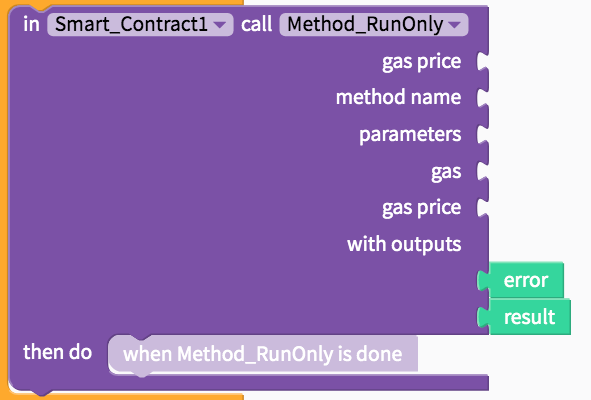 in Smart_Contract1 call Method_RunOnly
gas price
method name
parameters
gas
gas price
with outputs
error
result
then do when Method_RunOnly is done